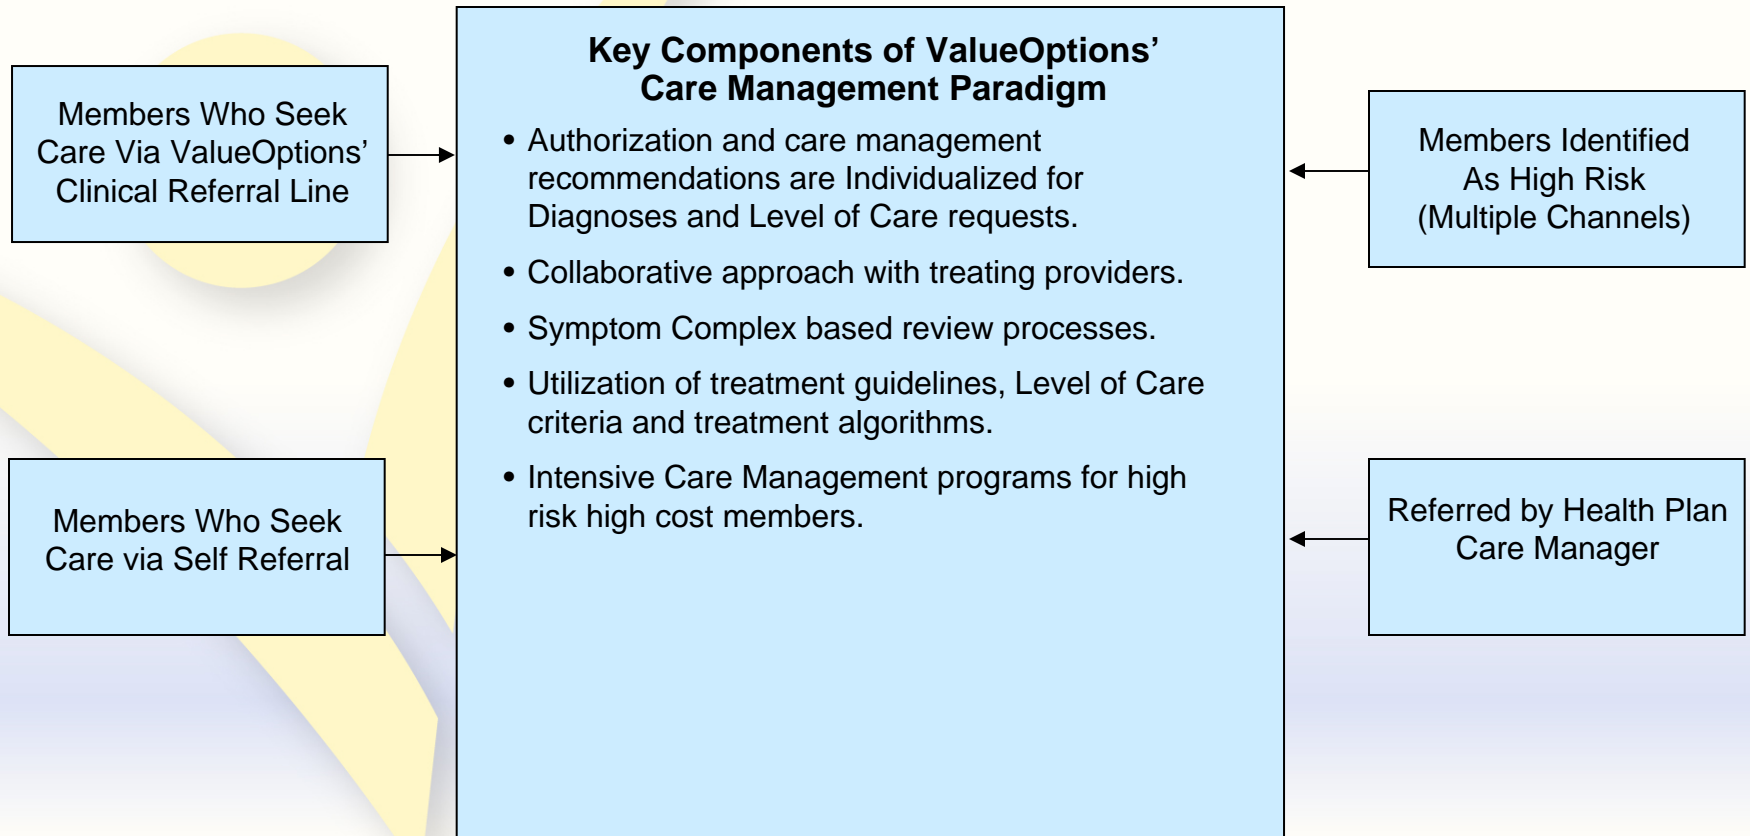 Key Components of ValueOptions’
Care Management Paradigm
• Authorization and care management
recommendations are Individualized for
Diagnoses and Level of Care requests.
• Collaborative approach with treating providers.
• Symptom Complex based review processes.
• Utilization of treatment guidelines, Level of Care
criteria and treatment algorithms.
• Intensive Care Management programs for high
risk high cost members.
Members Who Seek
Care Via ValueOptions’
Clinical Referral Line
Members Who Seek
Care via Self Referral
Members Identified
As High Risk
(Multiple Channels)
Referred by Health Plan
Care Manager